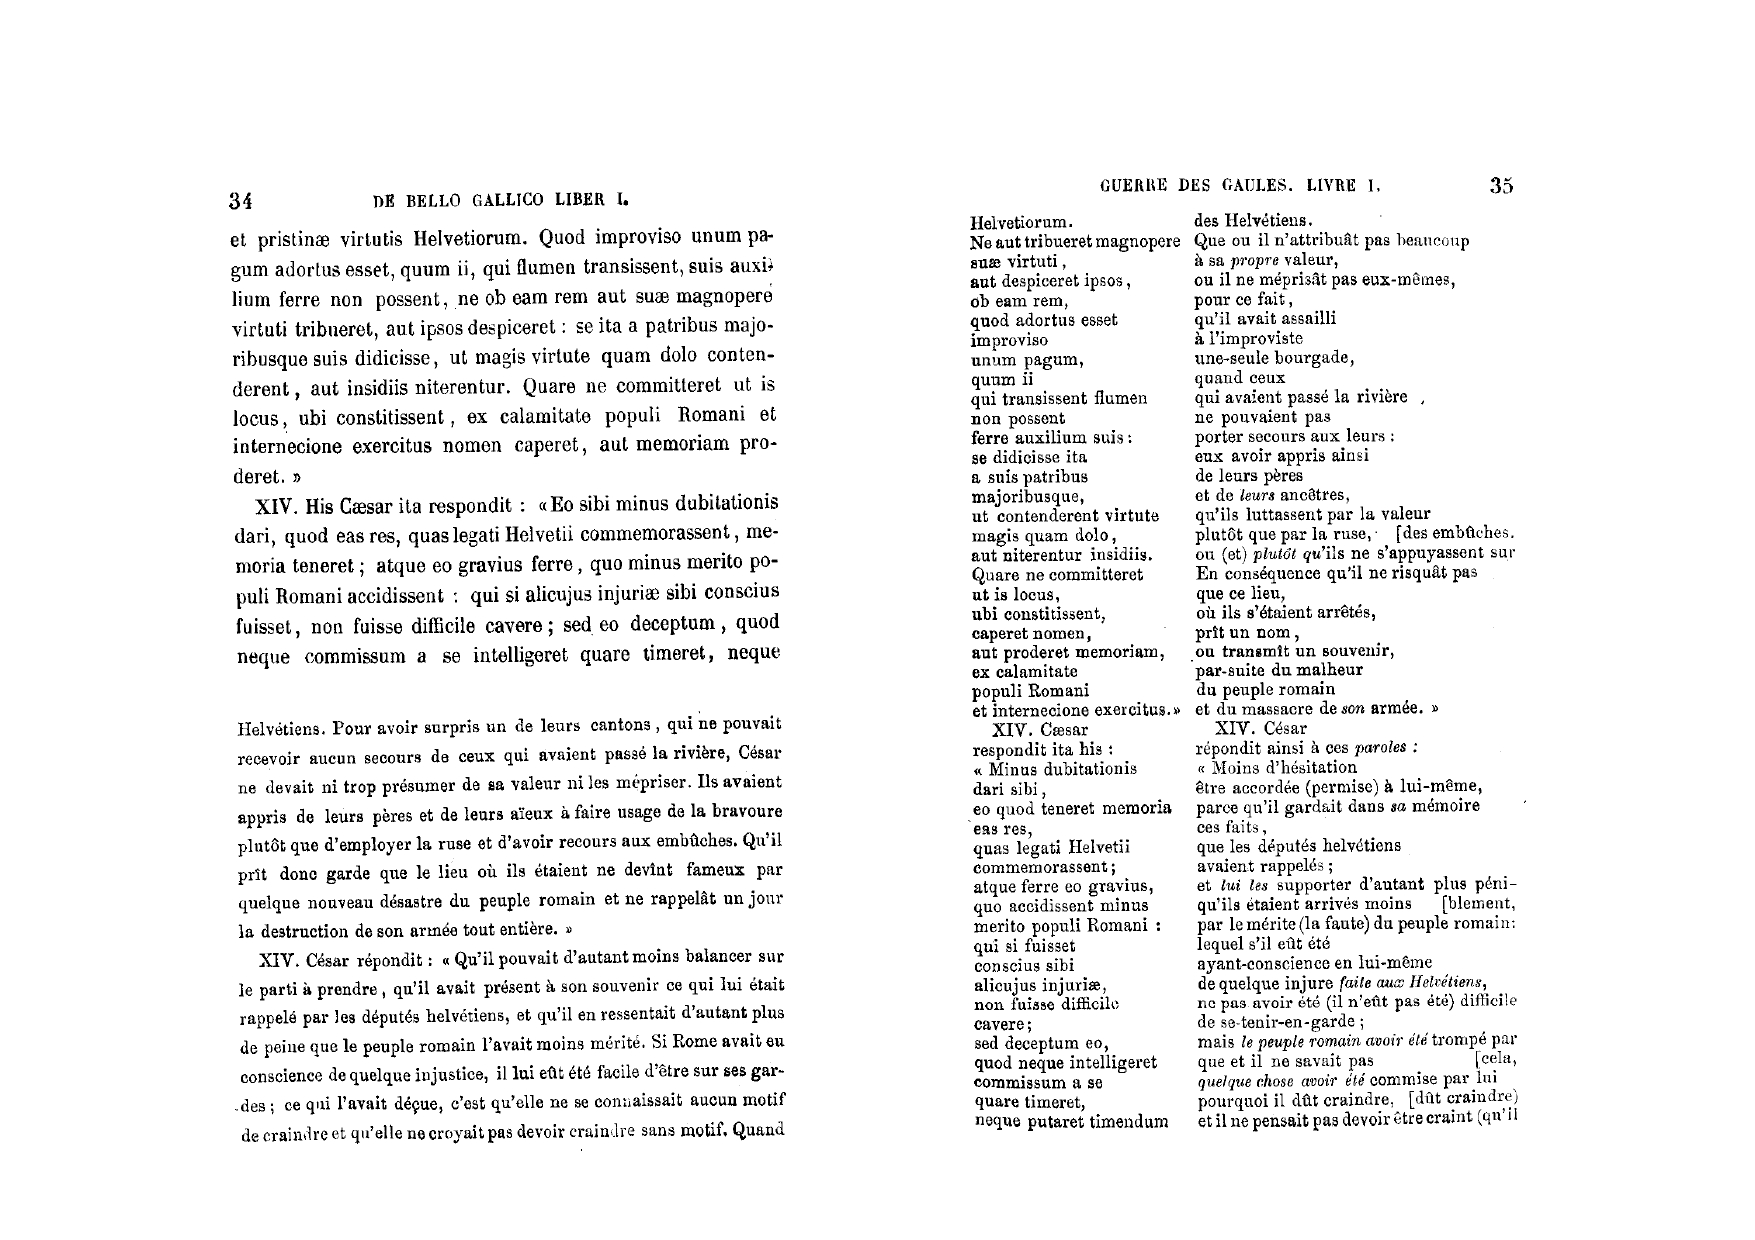 34 DE BELLO GALLICO LIBER I.
et pristinæ virtutis Helvetiorum. Quod improviso unum pa-
gum adortus esset, quum ii, qui flumen transissent, suis auxi-
lium ferre non possent, ne ob eam rem aut suæ magnopere
virtuti tribueret, aut ipsos despiceret : se ita a patribus majo-
ribusque suis didicisse, ut magis virtute quam dolo conten-
derent, aut insidiis niterentur. Quare ne committeret ut is
locus, ubi constitissent, ex calamitate populi Romani et
internecione exercitus nomen caperet, aut memoriam pro-
deret. »
XIV. His Cæsar ita respondit : « Eo sibi minus dubitationis
dari, quod eas res, quas legati Helvetii commemorassent, me-
moria teneret ; atque eo gravius ferre, quo minus merito po-
puli Romani accidissent : qui si alicujus injuriæ sibi conscius
fuisset, non fuisse difficile cavere ; sed eo deceptum, quod
neque commissum a se intelligeret quare timeret, neque
Helvétiens. Pour avoir surpris un de leurs cantons, qui ne pouvait
recevoir aucun secours de ceux qui avaient passé la rivière, César
ne devait ni trop présumer de sa valeur ni les mépriser. Ils avaient
appris de leurs pères et de leurs aïeux à faire usage de la bravoure
plutôt que d'employer la ruse et d'avoir recours aux embûches. Qu'il
prît donc garde que le lieu où ils étaient ne devînt fameux par
quelque nouveau désastre du peuple romain et ne rappelât un jour
la destruction de son armée tout entière. »
XIV. César répondit : « Qu'il pouvait d'autant moins balancer sur
le parti à prendre, qu'il avait présent à son souvenir ce qui lui était
rappelé par les députés helvétiens, et qu'il en ressentait d'autant plus
de peine que le peuple romain l'avait moins mérité. Si Rome avait eu
conscience de quelque injustice, il lui eût été facile d'être sur ses gar-
des ; ce qui l'avait déçue, c'est qu'elle ne se connaissait aucun motif
de craindre et qu'elle ne croyait pas devoir craindre sans motif. Quand
GUERRE DES GAULES. LIVRE I. 35
Helvetiorum.
Ne aut tribueret magnopere
suæ virtuti,
aut despiceret ipsos,
ob eam rem,
quod adortus esset
improviso
unum pagum,
quum ii
qui transissent flumen
non possent
ferre auxilium suis :
se didicisse ita
a suis patribus
majoribusque,
ut contenderent virtute
magis quam dolo,
aut niterentur insidiis.
Quare ne committeret
ut is locus,
ubi constitissent,
caperet nomen,
aut proderet memoriam,
ex calamitate
populi Romani
et internecione exercitus. »
XIV. Cæsar
respondit ita his :
« Minus dubitationis
dari sibi,
eo quod teneret memoria
eas res,
quas legati Helvetii
commemorassent ;
atque ferre eo gravius,
quo accidissent minus
merito populi Romani :
qui si fuisset
conscius sibi
alicujus injuriæ,
non fuisse difficile
cavere ;
sed deceptum eo,
quod neque intelligeret
commissum a se
quare timeret,
neque putaret timendum
des Helvétiens.
Que ou il n'attribuât pas beaucoup
à sa propre valeur,
ou il ne méprisât pas eux-mêmes,
pour ce fait,
qu'il avait assailli
à l'improviste
une-seule bourgade,
quand ceux
qui avaient passé la rivière
ne pouvaient pas
porter secours aux leurs :
eux avoir appris ainsi
de leurs pères
et de leurs ancêtres,
qu'ils luttassent par la valeur
plutôt que par la ruse, [des embûches.
ou (et) plutôt qu'ils ne s'appuyassent sur
En conséquence qu'il ne risquât pas
que ce lieu,
où ils s'étaient arrêtés,
prît un nom,
ou transmît un souvenir,
par-suite du malheur
du peuple romain
et du massacre de son armée. »
XIV. César
répondit ainsi à ces paroles :
« Moins d'hésitation
être accordée (permise) à lui-même,
parce qu'il gardait dans sa mémoire
ces faits,
que les députés helvétiens
avaient rappelés ;
et lui les supporter d'autant plus péni-
qu'ils étaient arrivés moins [blement,
par le mérite (la faute) du peuple romain:
lequel s'il eût été
ayant-conscience en lui-même
de quelque injure faite aux Helvétiens,
ne pas avoir été (il n'eût pas été) difficile
de se-tenir-en-garde ;
mais le peuple romain avoir été trompé par
que et il ne savait pas [cela,
quelque chose avoir été commise par lui
pourquoi il dût craindre, [dût craindre)
et il ne pensait pas devoir être craint (qu'il